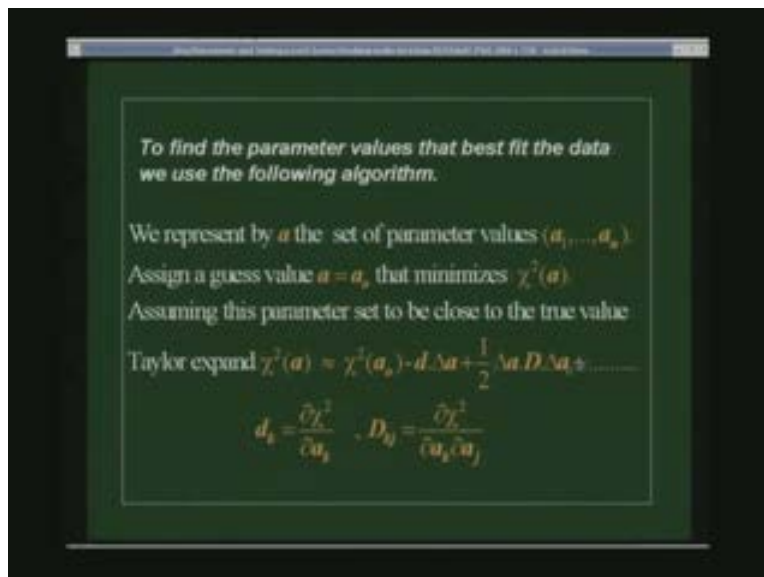 To find the parameter values that best fit the data
we use the following algorithm.
We represent by a the set of parameter values (a₁,...,aₙ).
Assign a guess value a = aₒ that minimizes χ²(a).
Assuming this parameter set to be close to the true value
Taylor expand χ²(a) ≈ χ²(aₒ)-d.Δa+1/2 Δa.D.Δa+.........
dₖ = ∂χ²/∂aₖ , Dₖⱼ = ∂χ²/∂aₖ∂aⱼ